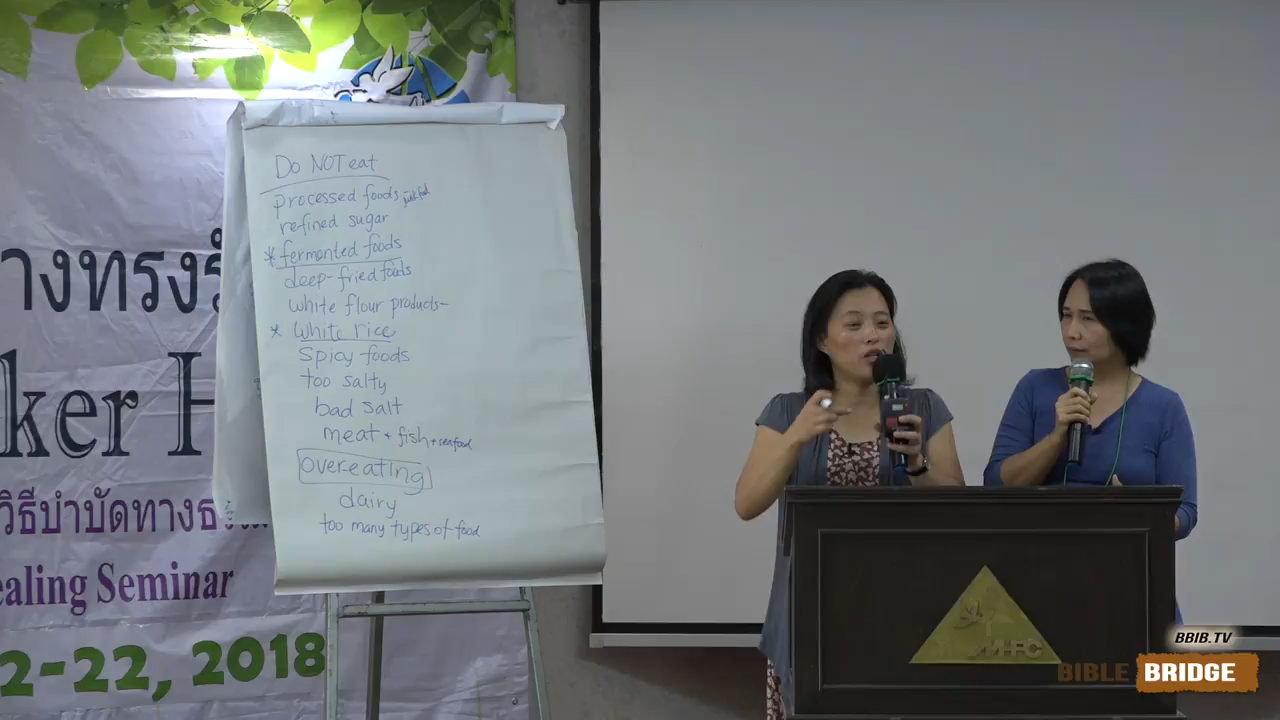 Do NOT eat
processed foods junk food
refined sugar
* fermented foods
deep-fried foods
white flour products-
* white rice
spicy foods
too salty
bad salt
meat + fish + seafood
overeating
dairy
too many types of food
างทรงรั
ker H
วิธีบำบัดทางธ
ealing Seminar
2-22, 2018
MHFC
BBIB.TV
BIBLE BRIDGE